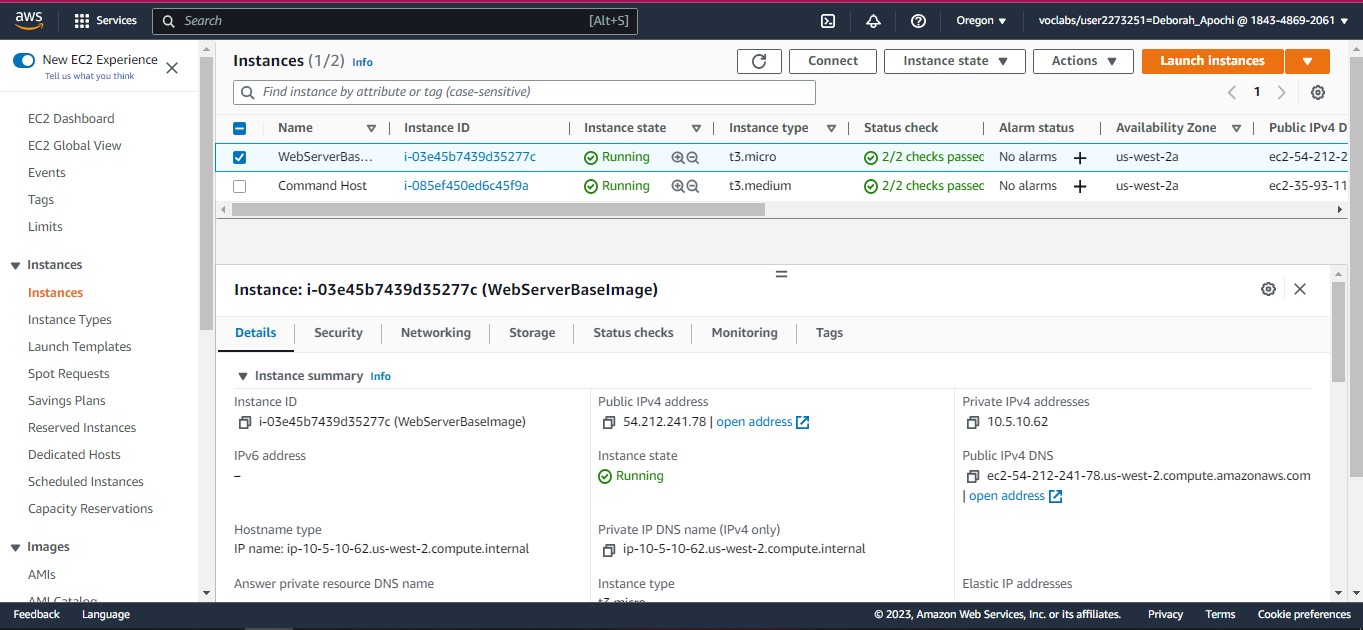 aws Services Search [Alt+S] Oregon ▼ voclabs/user2273251=Deborah_Apochi @ 1843-4869-2061 ▼
New EC2 Experience
Tell us what you think
EC2 Dashboard
EC2 Global View
Events
Tags
Limits
Instances
Instances
Instance Types
Launch Templates
Spot Requests
Savings Plans
Reserved Instances
Dedicated Hosts
Scheduled Instances
Capacity Reservations
Images
AMIs
AMI Catalog
Instances (1/2) Info Connect Instance state ▼ Actions ▼ Launch instances ▼
Find instance by attribute or tag (case-sensitive) 1
Name Instance ID Instance state Instance type Status check Alarm status Availability Zone Public IPv4 D
WebServerBas... i-03e45b7439d35277c Running t3.micro 2/2 checks passed No alarms + us-west-2a ec2-54-212-2
Command Host i-085ef450ed6c45f9a Running t3.medium 2/2 checks passed No alarms + us-west-2a ec2-35-93-11
Instance: i-03e45b7439d35277c (WebServerBaseImage)
Details Security Networking Storage Status checks Monitoring Tags
▼ Instance summary Info
Instance ID
i-03e45b7439d35277c (WebServerBaseImage)
Public IPv4 address
54.212.241.78 | open address
Private IPv4 addresses
10.5.10.62
IPv6 address
–
Instance state
Running
Public IPv4 DNS
ec2-54-212-241-78.us-west-2.compute.amazonaws.com
| open address
Hostname type
IP name: ip-10-5-10-62.us-west-2.compute.internal
Private IP DNS name (IPv4 only)
ip-10-5-10-62.us-west-2.compute.internal
Answer private resource DNS name
Instance type
t3.micro
Elastic IP addresses
Feedback Language © 2023, Amazon Web Services, Inc. or its affiliates. Privacy Terms Cookie preferences